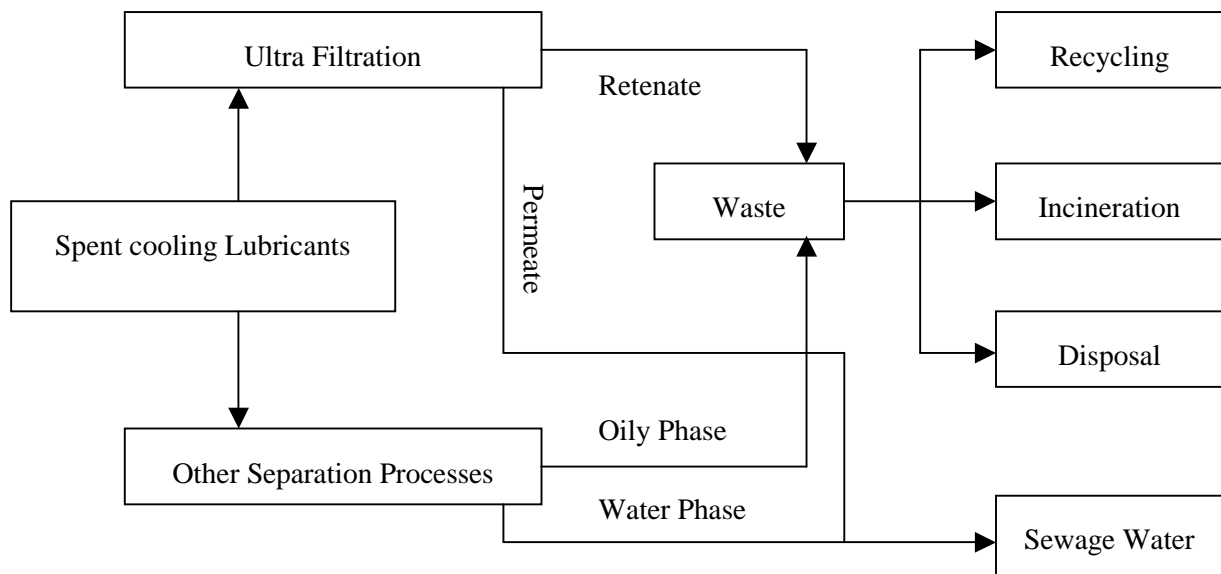 Ultra Filtration
Recycling
Retenate
Permeate
Waste
Incineration
Spent cooling Lubricants
Disposal
Oily Phase
Other Separation Processes
Water Phase
Sewage Water